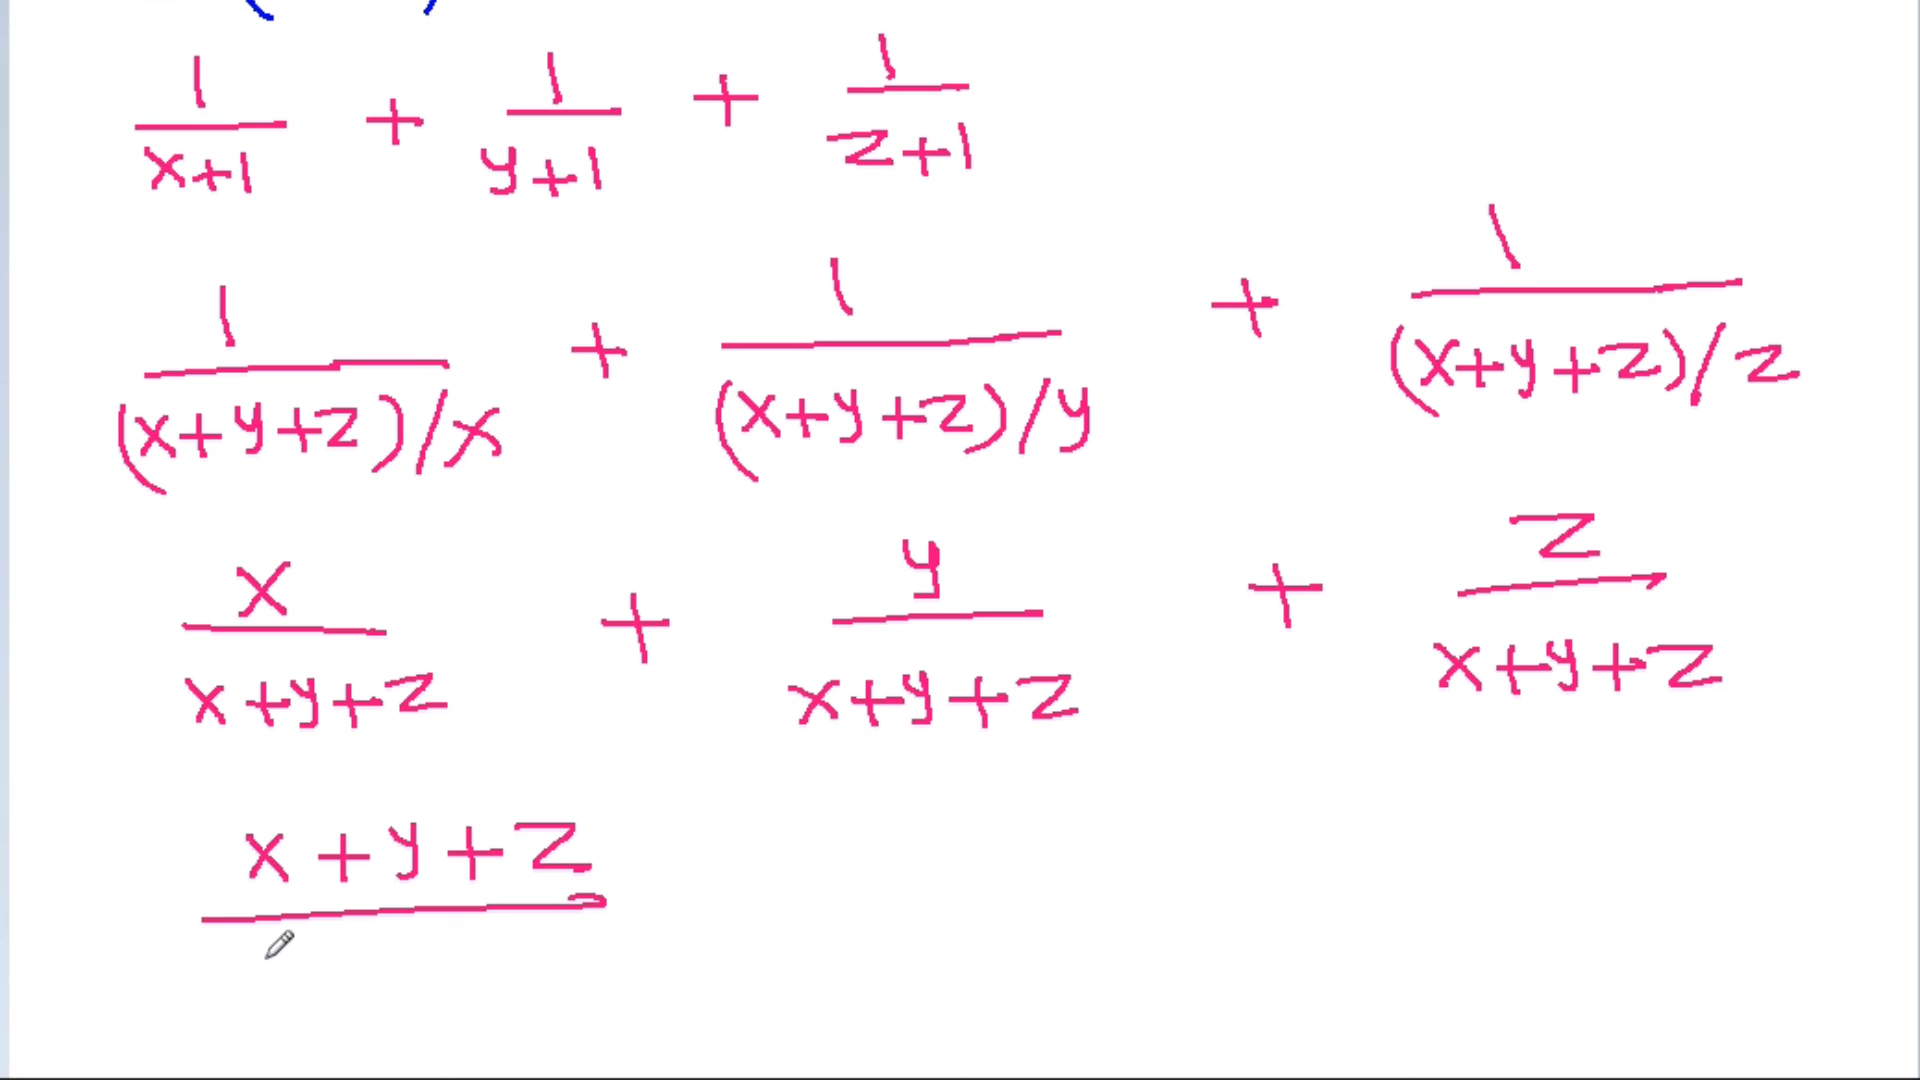 1/(x+1) + 1/(y+1) + 1/(z+1)
1/((x+y+z)/x) + 1/((x+y+z)/y) + 1/((x+y+z)/z)
x/(x+y+z) + y/(x+y+z) + z/(x+y+z)
x+y+z